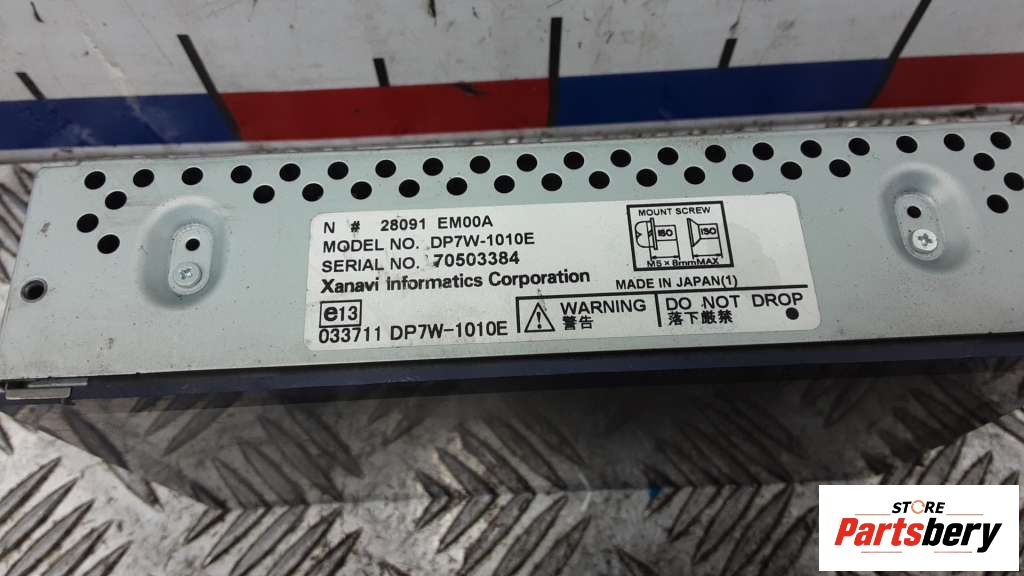 N # 28091 EM00A
MODEL NO. DP7W-1010E
SERIAL NO. 70503384
Xanavi Informatics Corporation
MOUNT SCREW
ISO ISO
M5×8mmMAX
MADE IN JAPAN(1)
e13
033711 DP7W-1010E
WARNING
警告
DO NOT DROP
落下厳禁
STORE
Partsbery